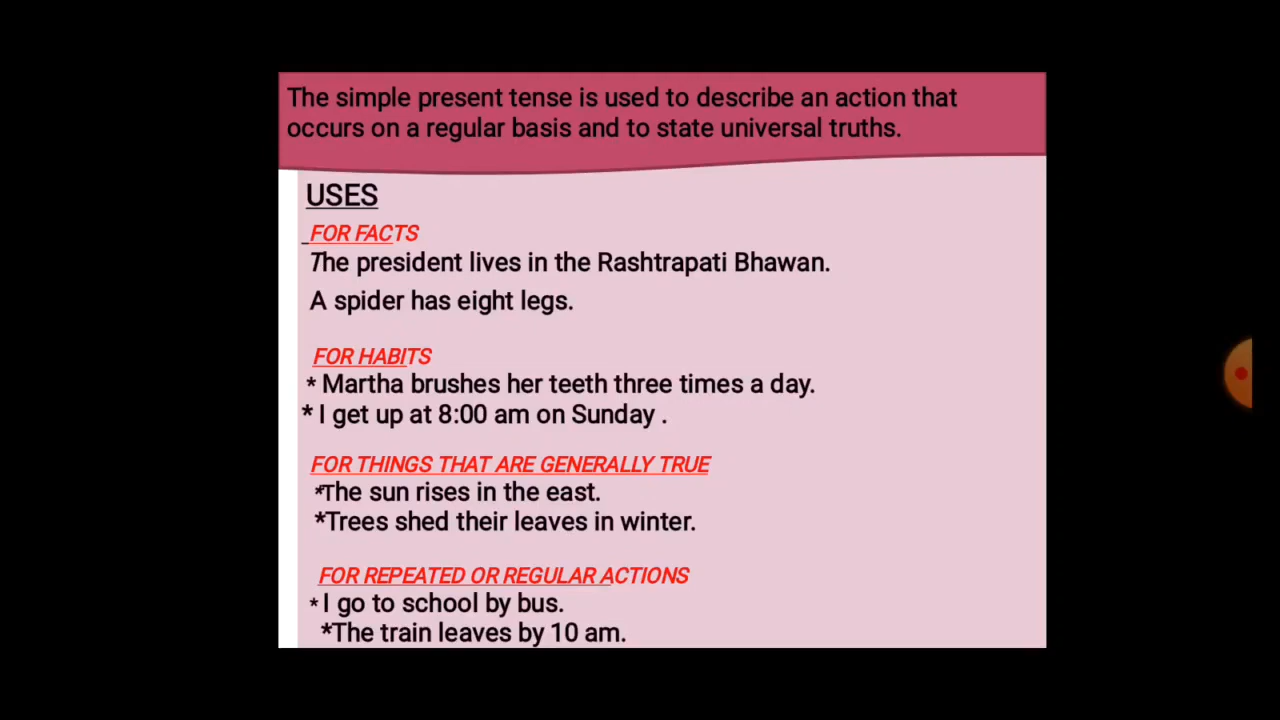 The simple present tense is used to describe an action that
occurs on a regular basis and to state universal truths.
USES
FOR FACTS
The president lives in the Rashtrapati Bhawan.
A spider has eight legs.
FOR HABITS
* Martha brushes her teeth three times a day.
* I get up at 8:00 am on Sunday .
FOR THINGS THAT ARE GENERALLY TRUE
*The sun rises in the east.
*Trees shed their leaves in winter.
FOR REPEATED OR REGULAR ACTIONS
* I go to school by bus.
*The train leaves by 10 am.